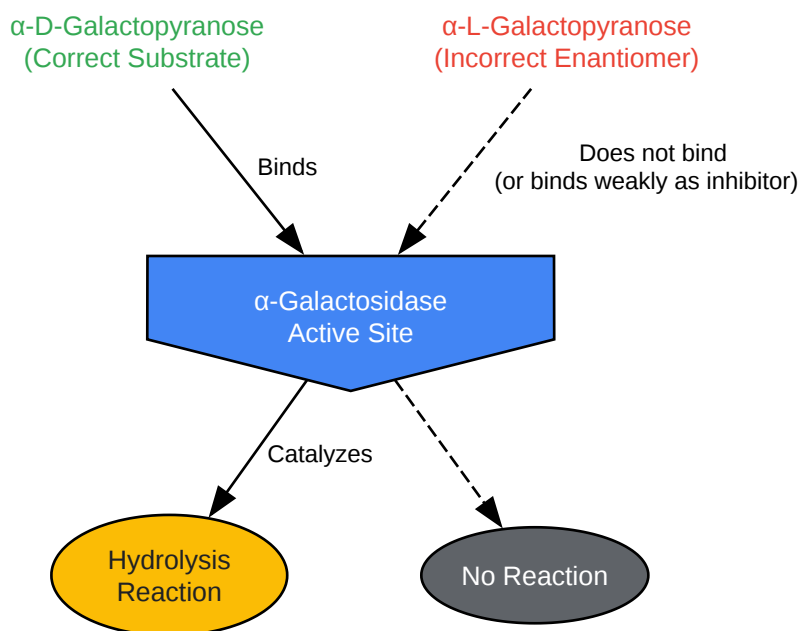 α-D-Galactopyranose
(Correct Substrate)
α-L-Galactopyranose
(Incorrect Enantiomer)
Binds
Does not bind
(or binds weakly as inhibitor)
α-Galactosidase
Active Site
Catalyzes
Hydrolysis
Reaction
No Reaction